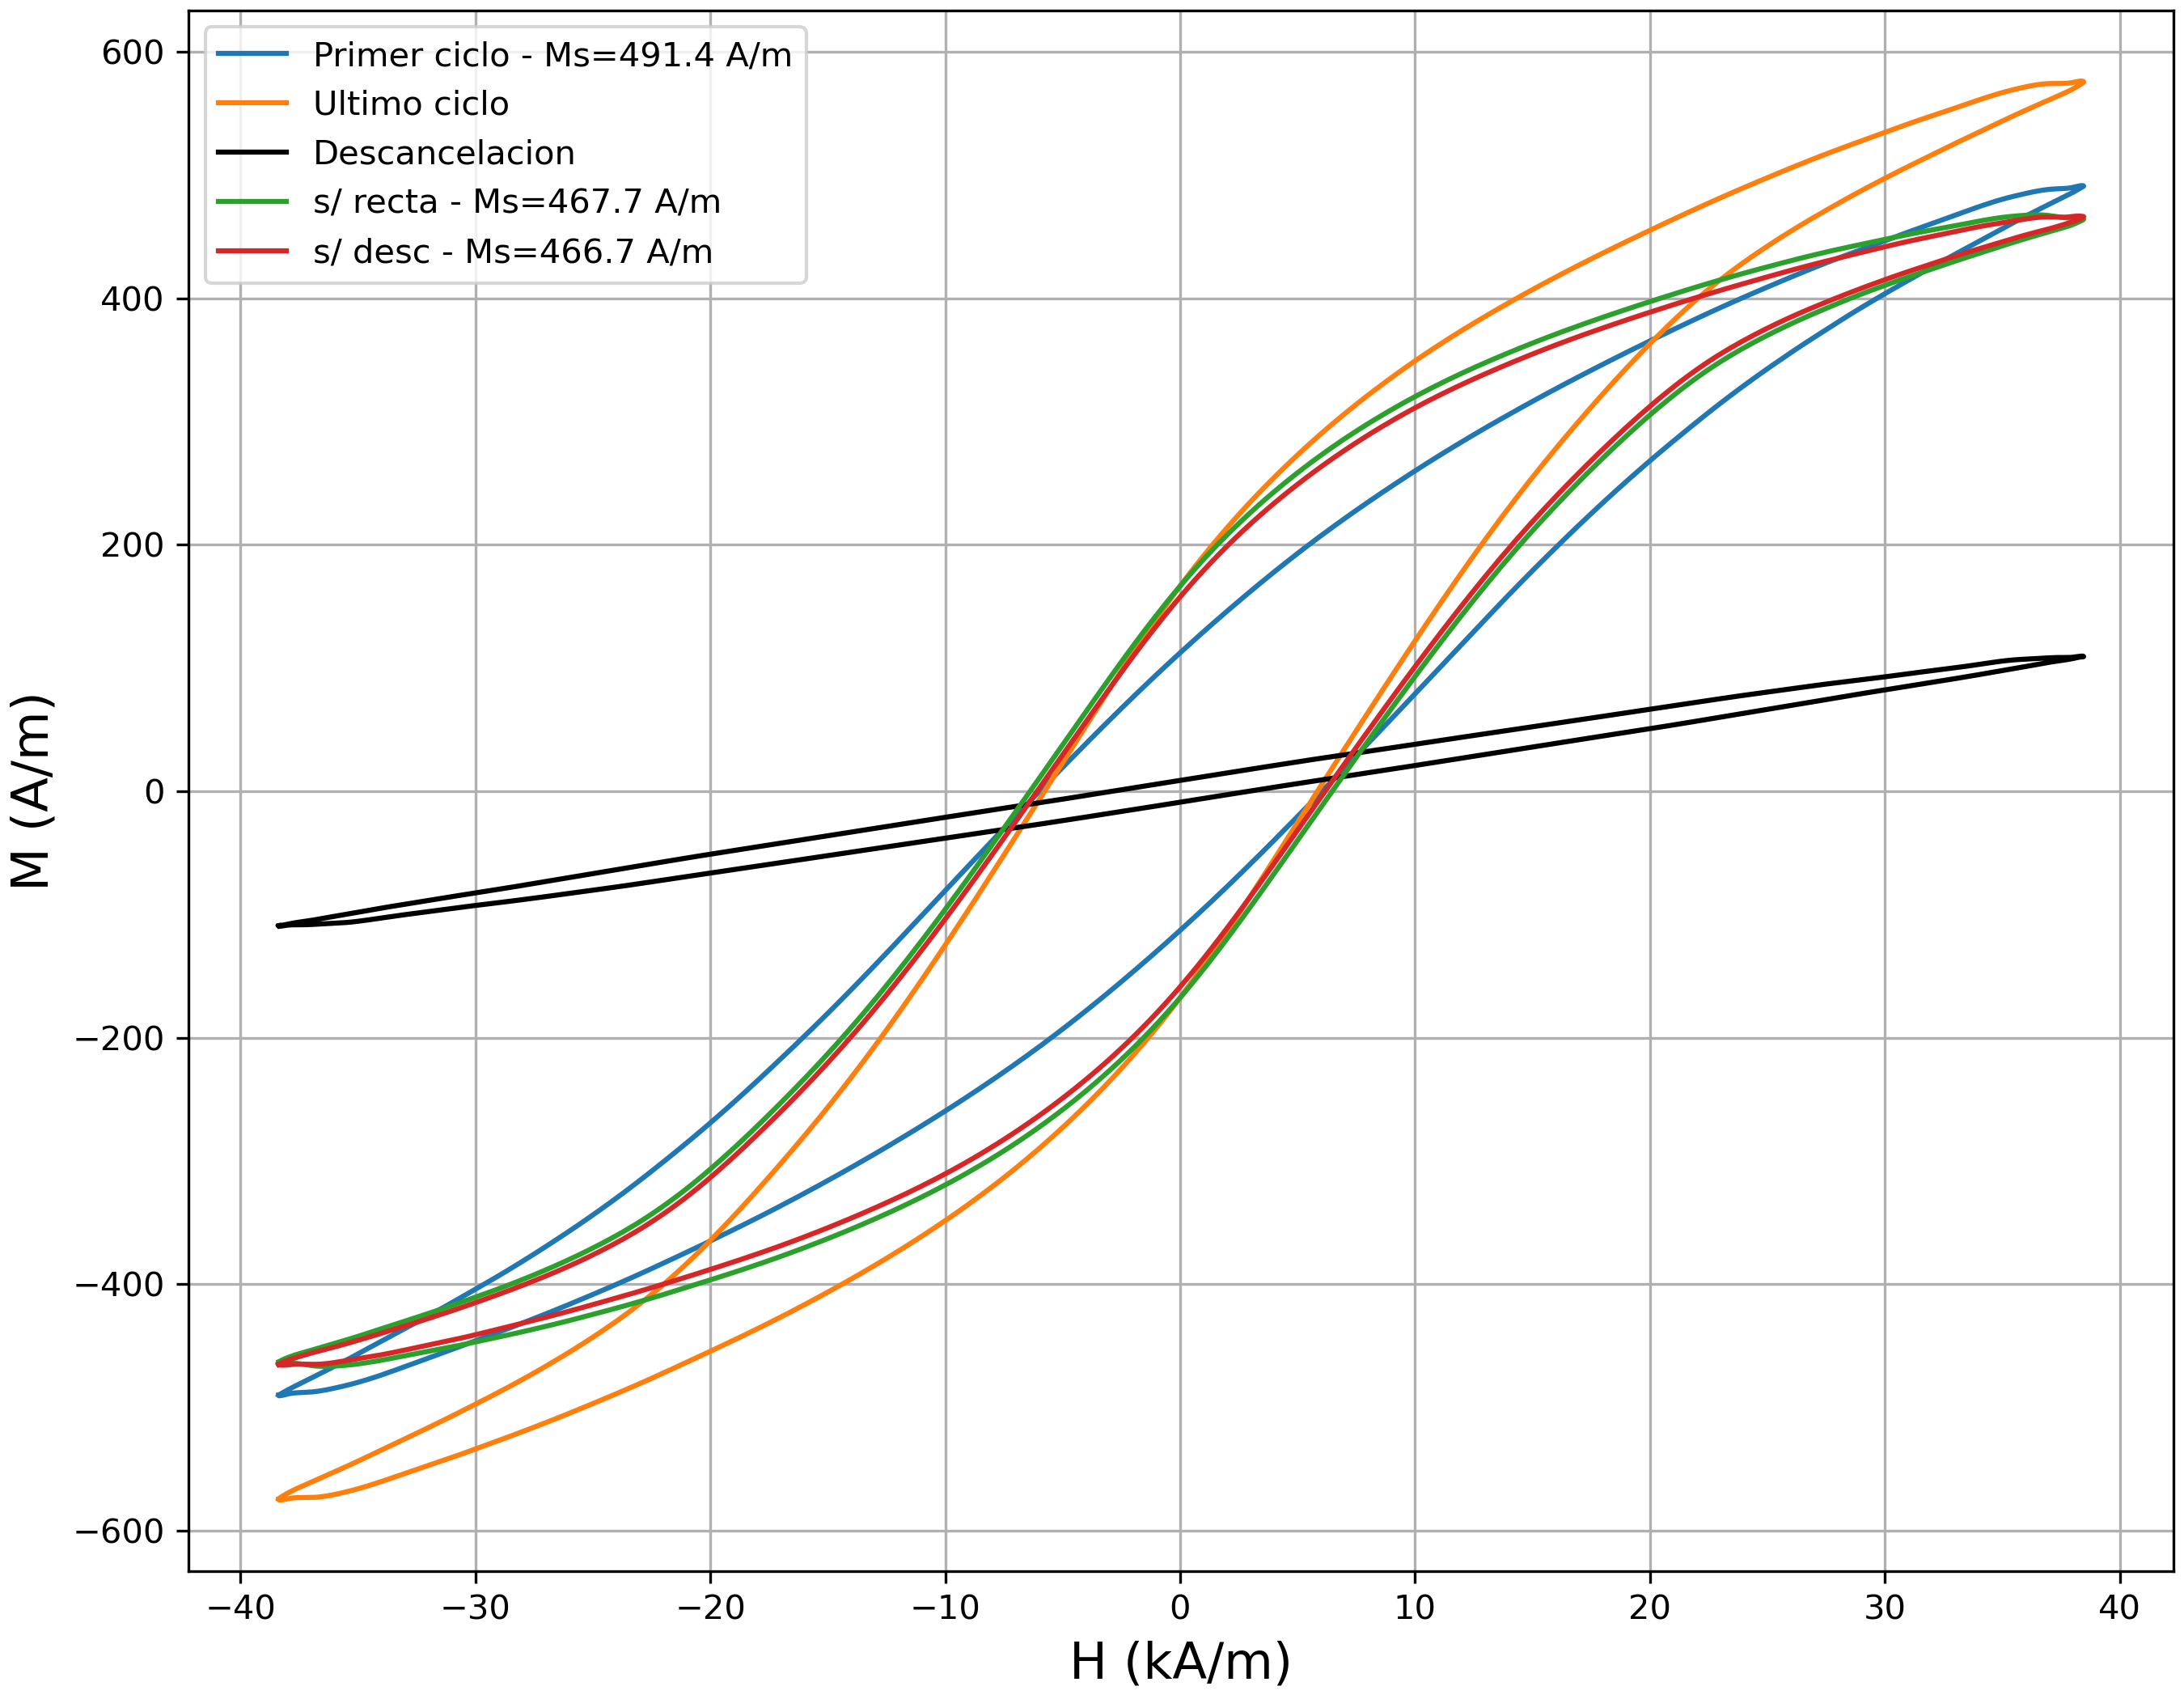 Primer ciclo - Ms=491.4 A/m
Ultimo ciclo
Descancelacion
s/ recta - Ms=467.7 A/m
s/ desc - Ms=466.7 A/m
600
400
200
0
−200
−400
−600
M (A/m)
−40 −30 −20 −10 0 10 20 30 40
H (kA/m)